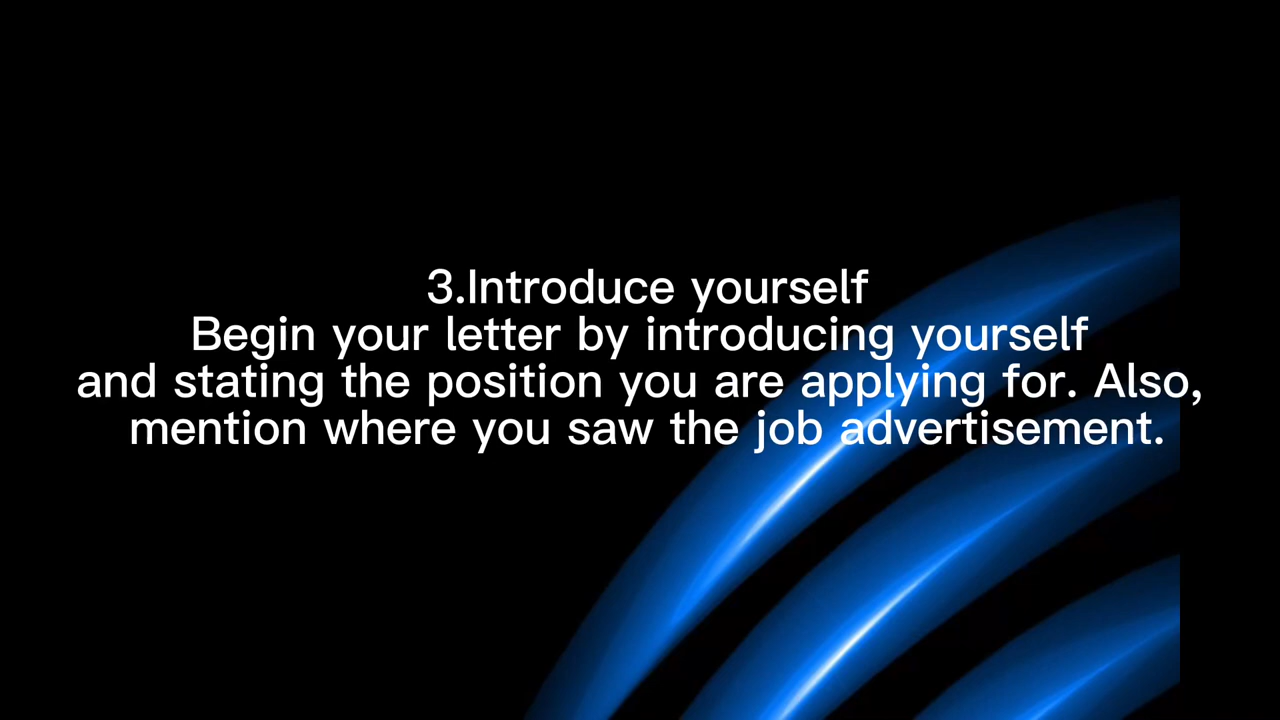 3.Introduce yourself
Begin your letter by introducing yourself
and stating the position you are applying for. Also,
mention where you saw the job advertisement.